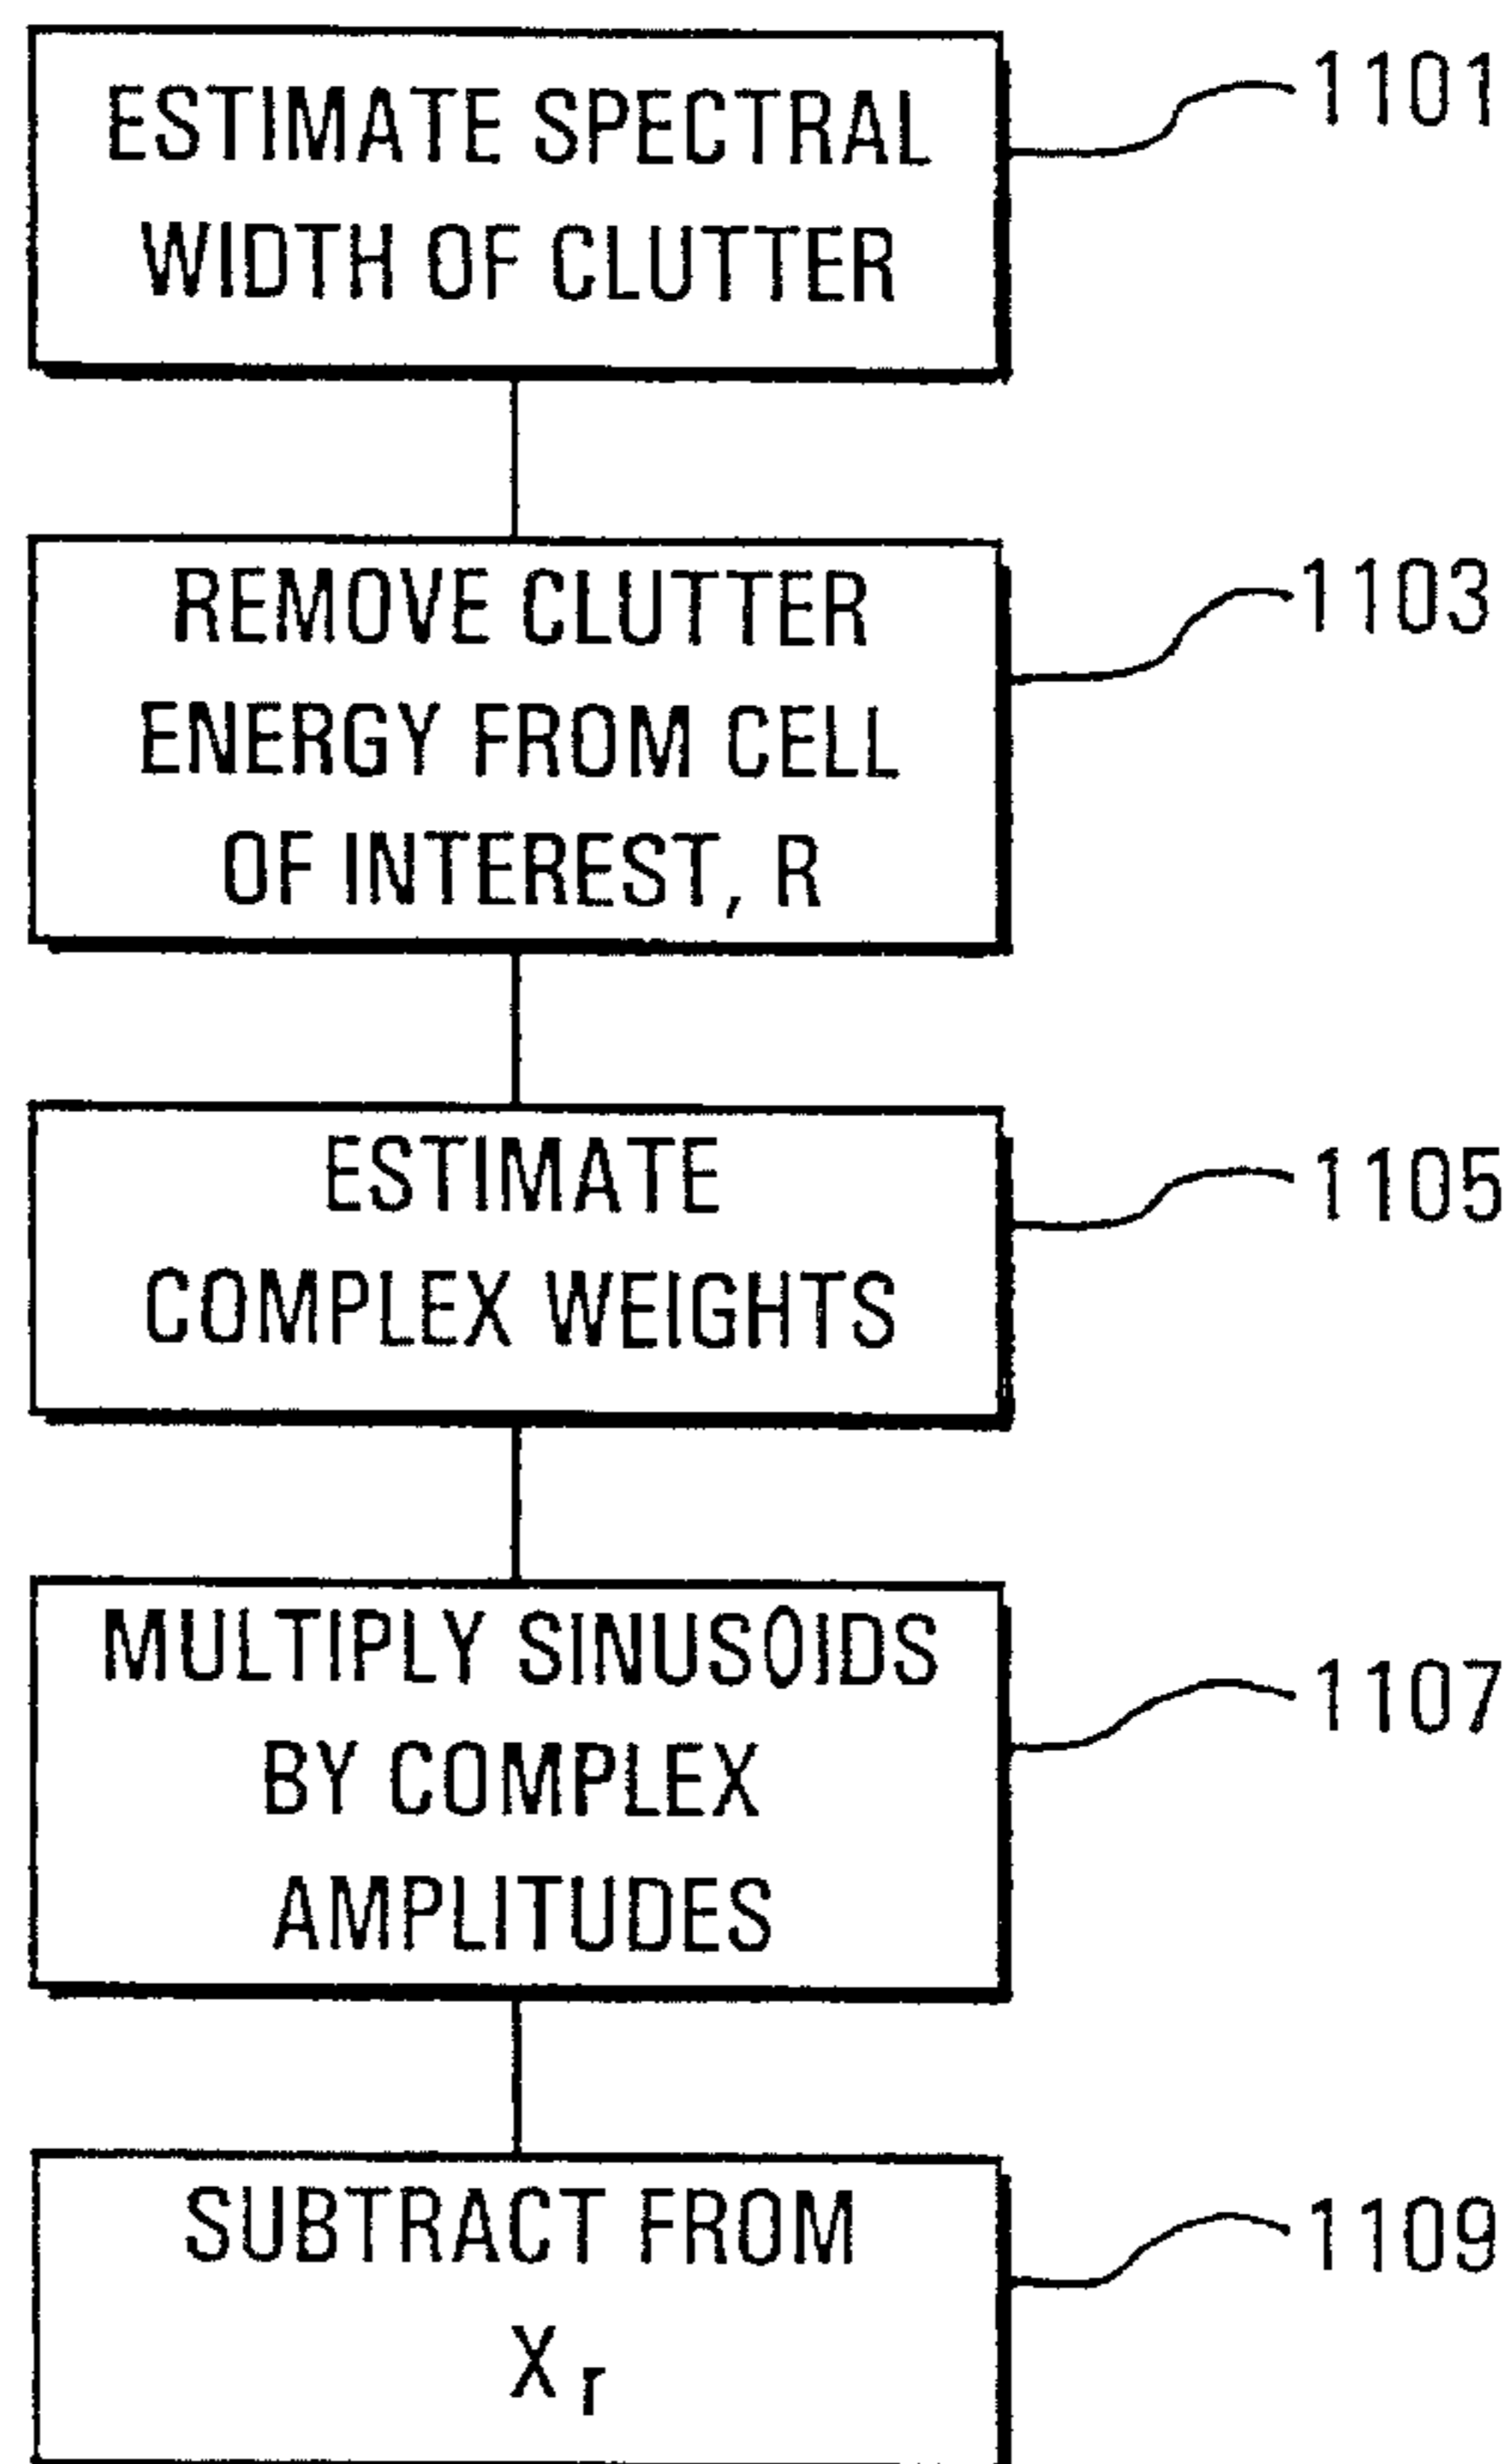 ESTIMATE SPECTRAL
WIDTH OF CLUTTER
1101
REMOVE CLUTTER
ENERGY FROM CELL
OF INTEREST, R
1103
ESTIMATE
COMPLEX WEIGHTS
1105
MULTIPLY SINUSOIDS
BY COMPLEX
AMPLITUDES
1107
SUBTRACT FROM
Xr
1109